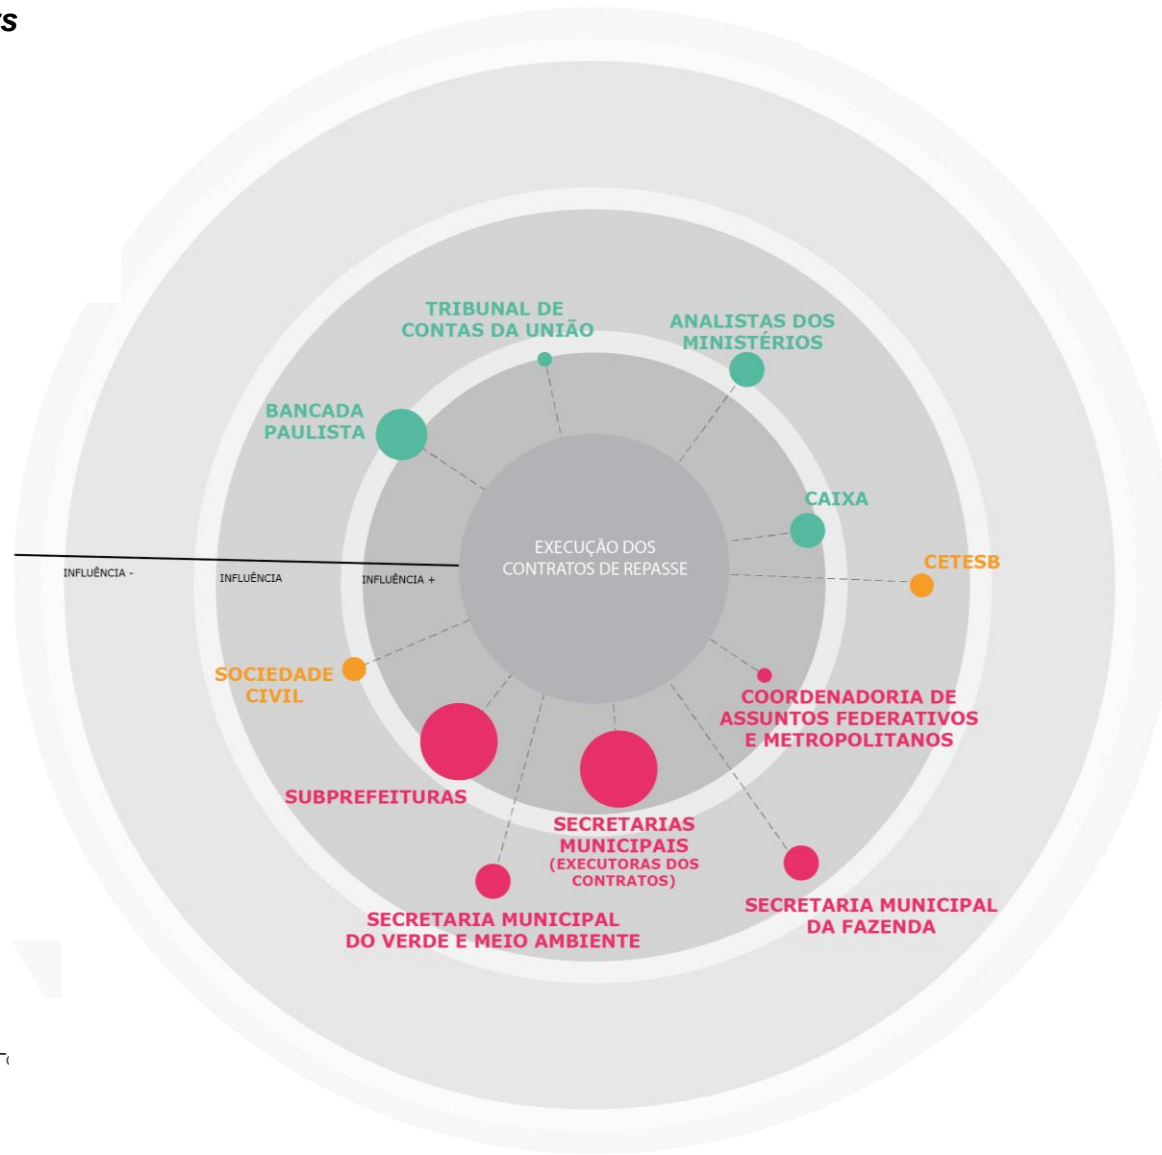 TRIBUNAL DE
CONTAS DA UNIÃO
ANALISTAS DOS
MINISTÉRIOS
BANCADA
PAULISTA
CAIXA
EXECUÇÃO DOS
CONTRATOS DE REPASSE
CETESB
INFLUÊNCIA -
INFLUÊNCIA
INFLUÊNCIA +
SOCIEDADE
CIVIL
COORDENADORIA DE
ASSUNTOS FEDERATIVOS
E METROPOLITANOS
SUBPREFEITURAS
SECRETARIAS
MUNICIPAIS
(EXECUTORAS DOS
CONTRATOS)
SECRETARIA MUNICIPAL
DA FAZENDA
SECRETARIA MUNICIPAL
DO VERDE E MEIO AMBIENTE